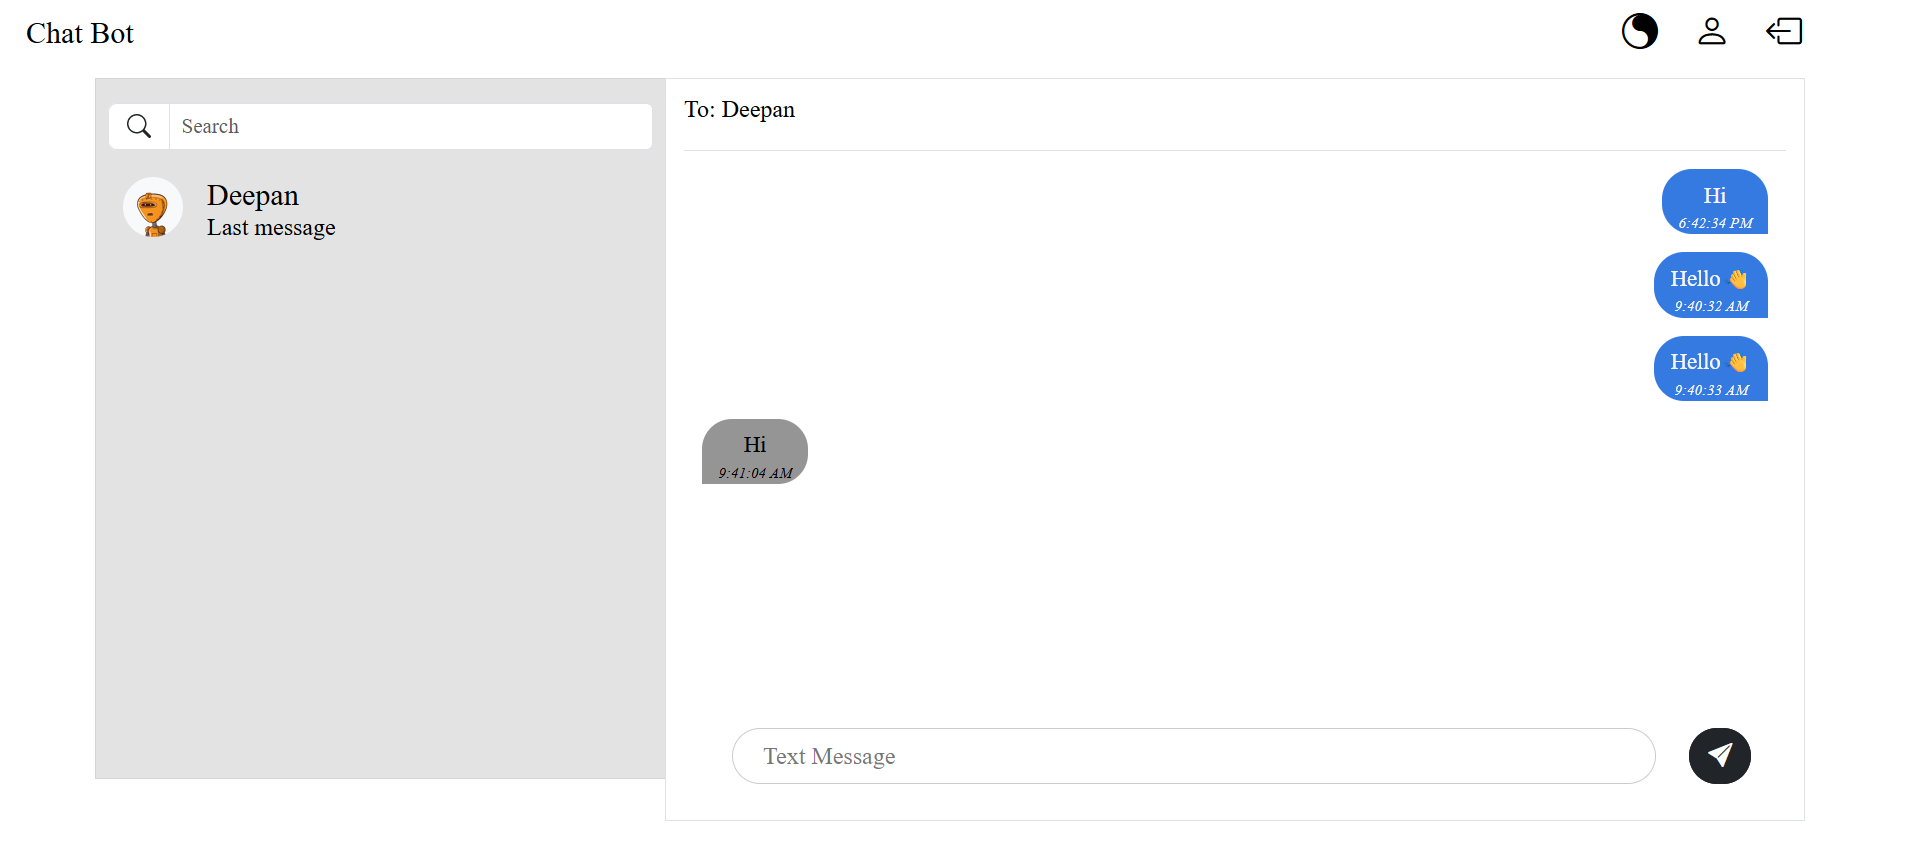 Chat Bot
Search
Deepan
Last message
To: Deepan
Hi
6:42:34 PM
Hello 👋
9:40:32 AM
Hello 👋
9:40:33 AM
Hi
9:41:04 AM
Text Message